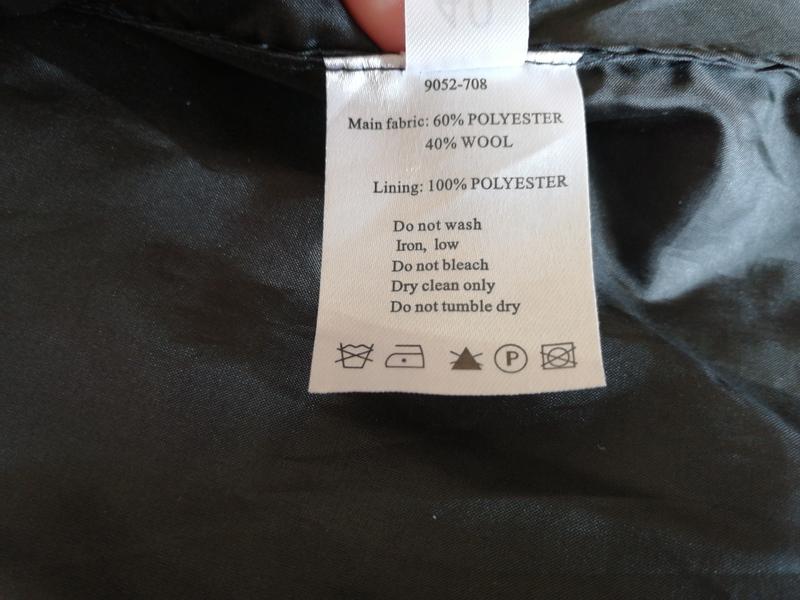 9052-708
Main fabric: 60% POLYESTER
40% WOOL
Lining: 100% POLYESTER
Do not wash
Iron, low
Do not bleach
Dry clean only
Do not tumble dry
P